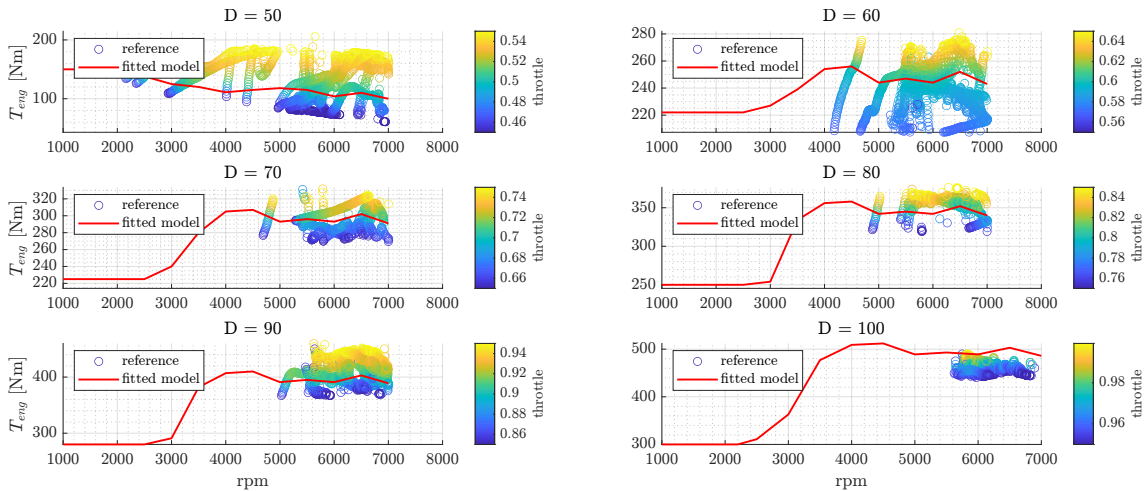 D = 50
T_eng [Nm]
200
100
reference
fitted model
1000 2000 3000 4000 5000 6000 7000 8000
0.54
0.52
0.5
0.48
0.46
throttle
D = 60
280
260
240
220
reference
fitted model
1000 2000 3000 4000 5000 6000 7000 8000
0.64
0.62
0.6
0.58
0.56
throttle
D = 70
T_eng [Nm]
320
300
280
260
240
220
reference
fitted model
1000 2000 3000 4000 5000 6000 7000 8000
0.74
0.72
0.7
0.68
0.66
throttle
D = 80
350
300
250
reference
fitted model
1000 2000 3000 4000 5000 6000 7000 8000
0.84
0.82
0.8
0.78
0.76
throttle
D = 90
T_eng [Nm]
400
300
reference
fitted model
1000 2000 3000 4000 5000 6000 7000 8000
rpm
0.94
0.92
0.9
0.88
0.86
throttle
D = 100
500
400
300
reference
fitted model
1000 2000 3000 4000 5000 6000 7000 8000
rpm
0.98
0.96
throttle